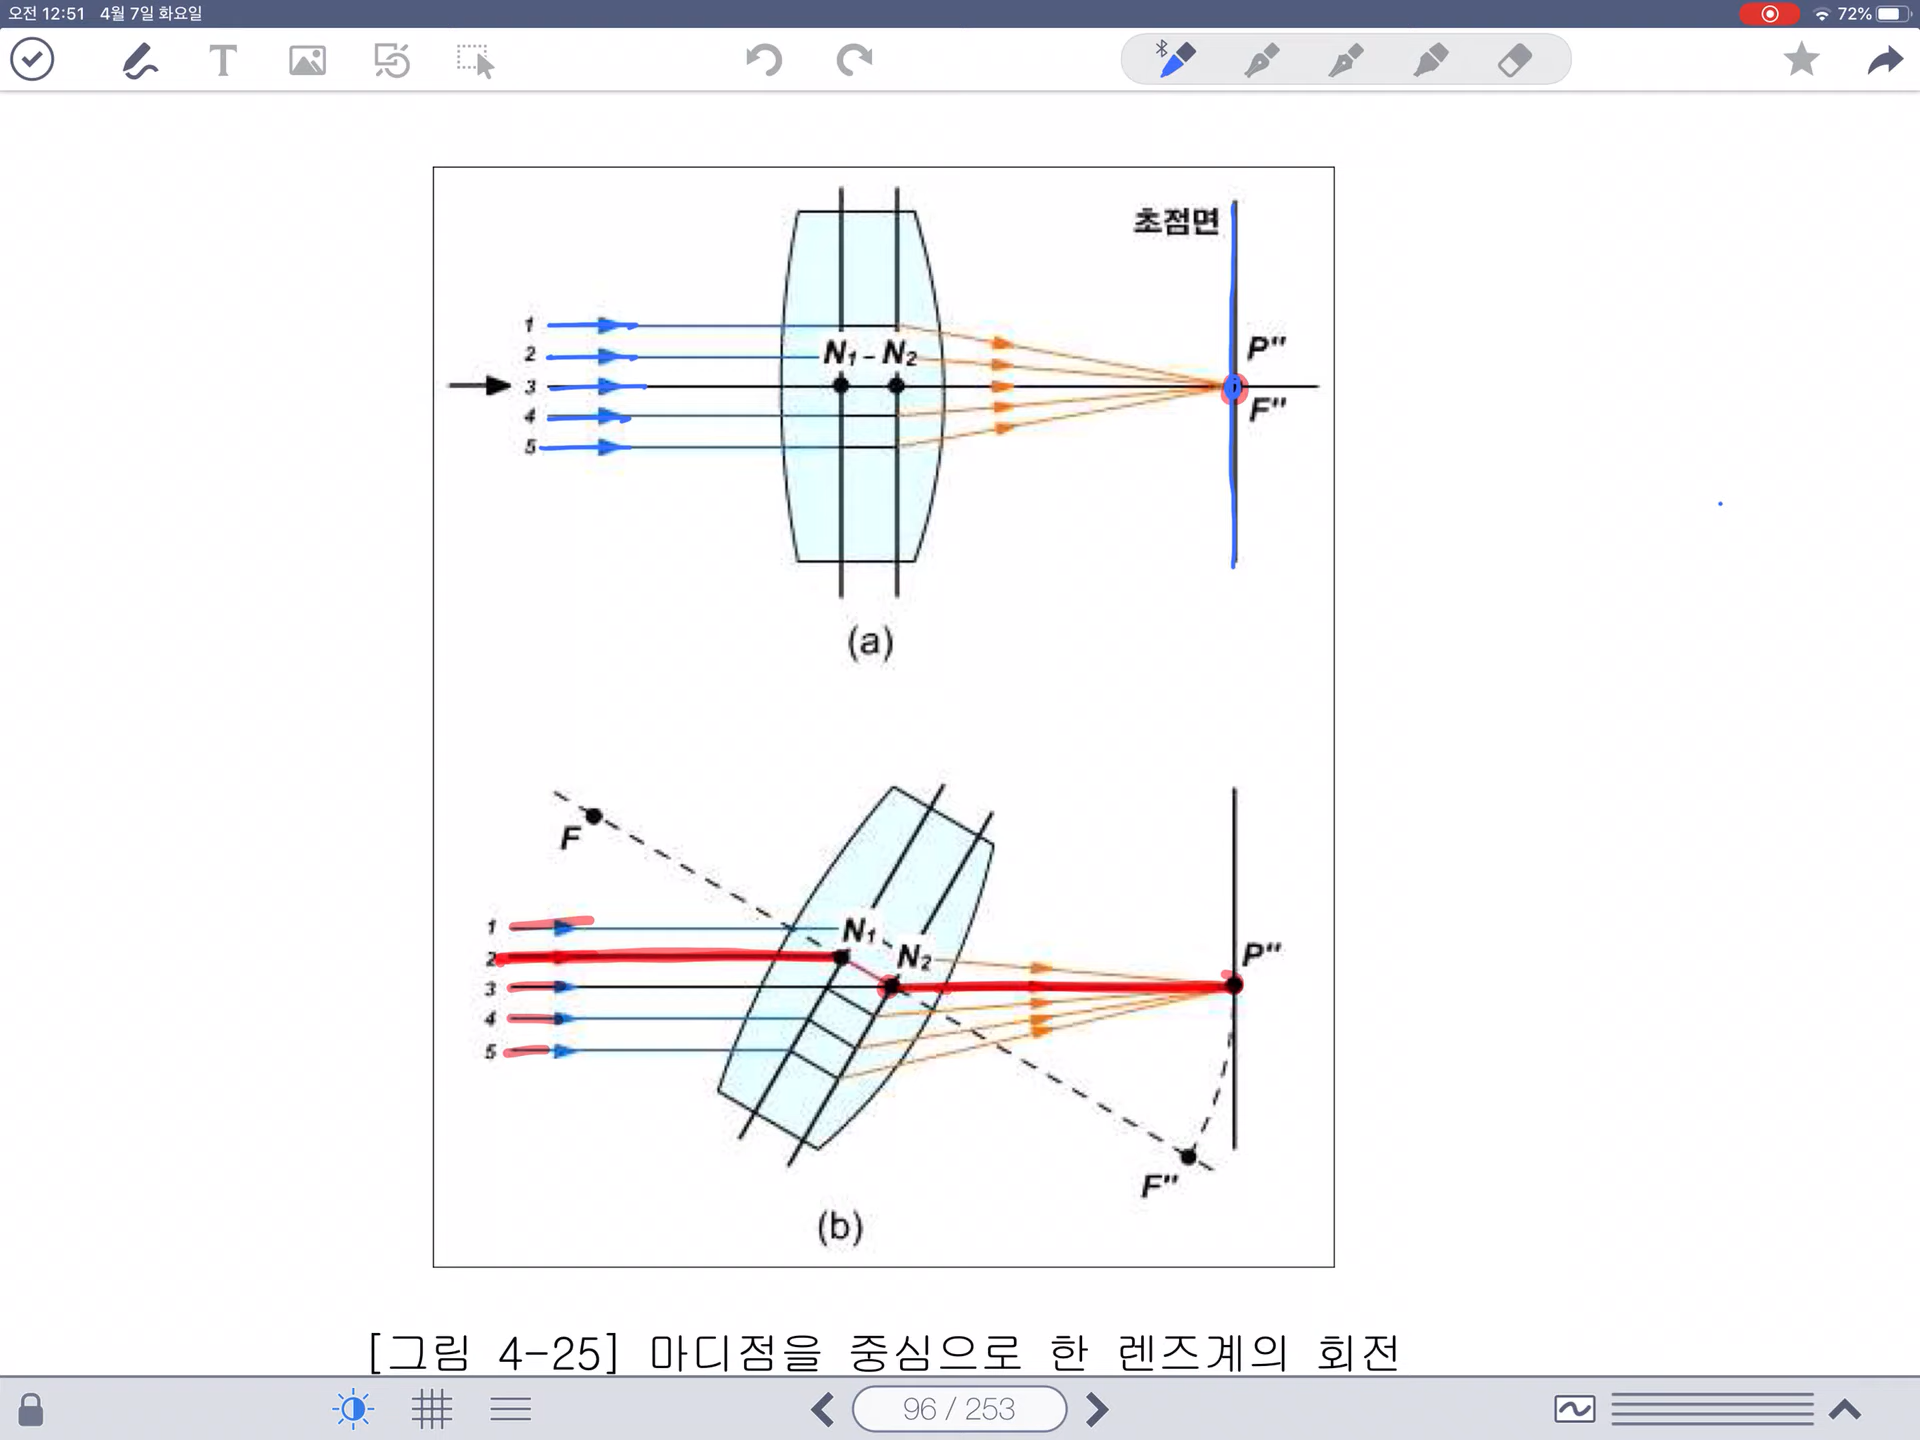 오전 12:51 4월 7일 화요일
72%
T
초점면
1
2
3
4
5
N₁ - N₂
P"
F"
(a)
F
1
2
3
4
5
N₁
N₂
P"
F"
(b)
[그림 4-25] 마디점을 중심으로 한 렌즈계의 회전
96 / 253